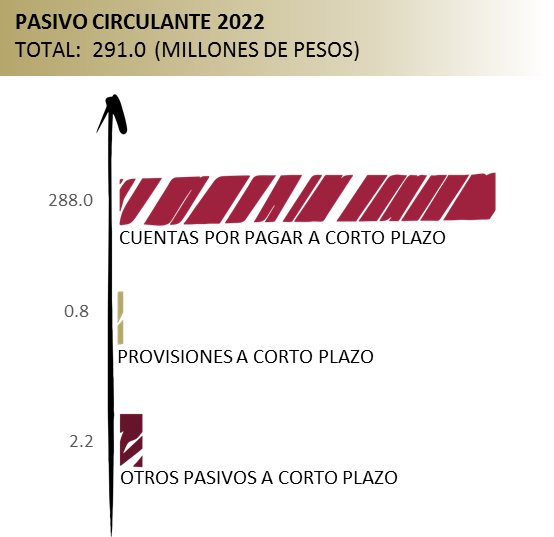 PASIVO CIRCULANTE 2022
TOTAL: 291.0 (MILLONES DE PESOS)
288.0
CUENTAS POR PAGAR A CORTO PLAZO
0.8
PROVISIONES A CORTO PLAZO
2.2
OTROS PASIVOS A CORTO PLAZO